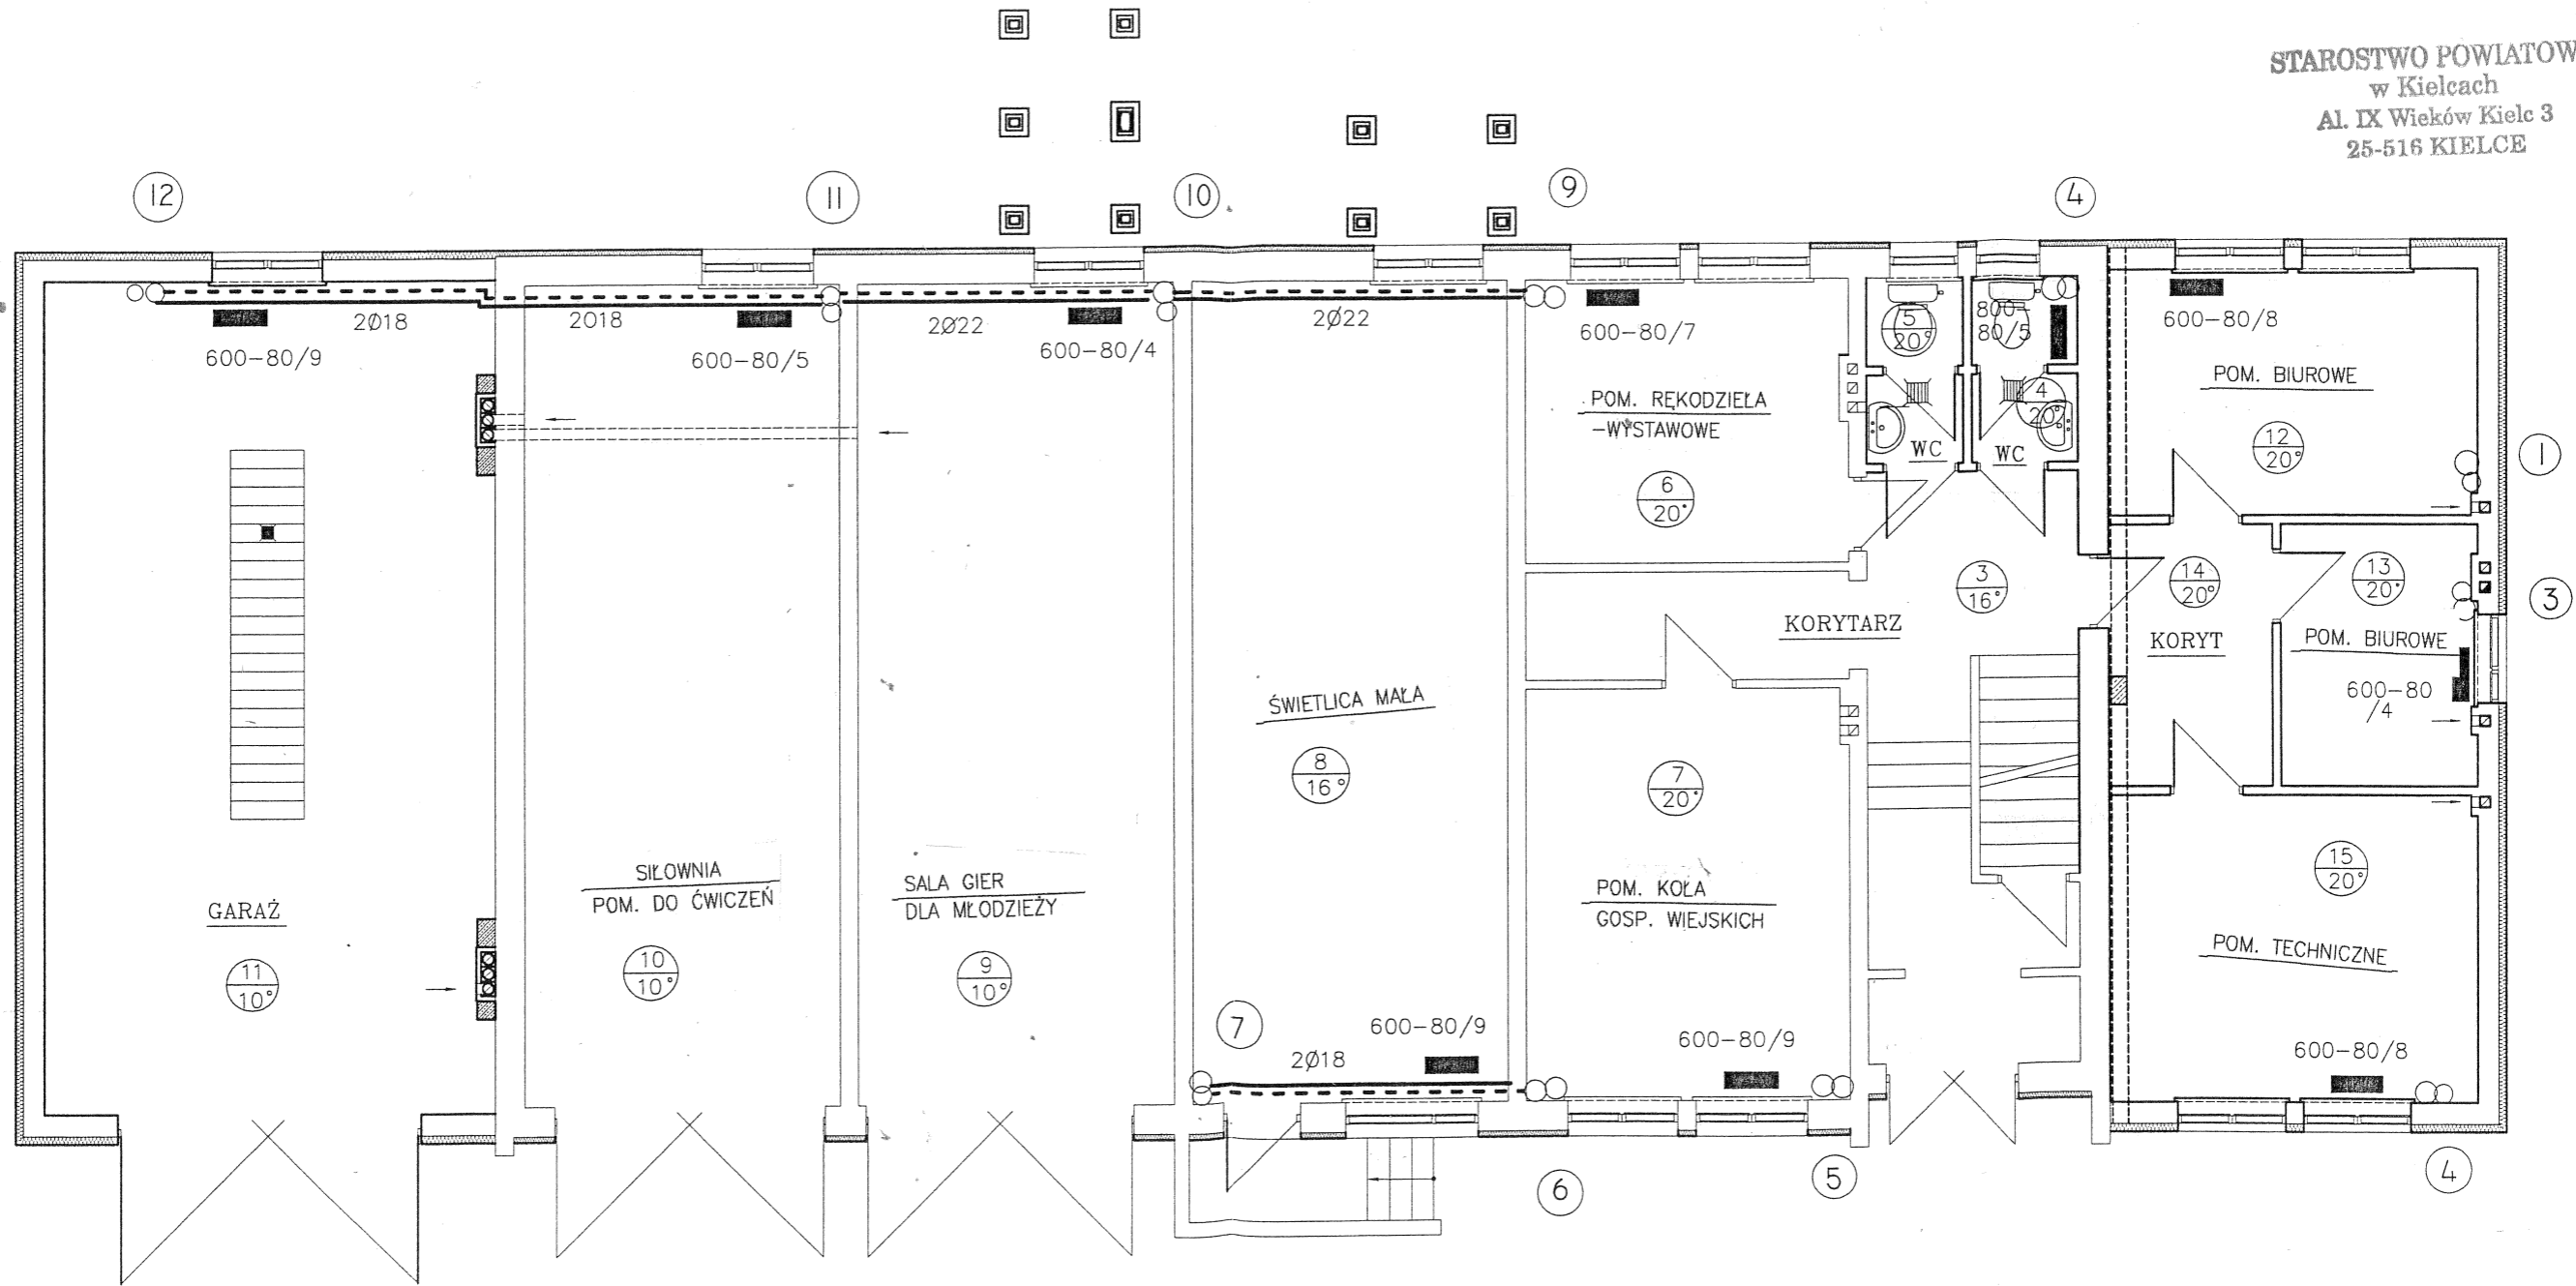 STAROSTWO POWIATOW
w Kielcach
Al. IX Wieków Kielc 3
25-516 KIELCE
12
11
10
9
4
2Ø18
2Ø18
2Ø22
2Ø22
600-80/9
600-80/5
600-80/4
600-80/7
5
20°
800-
80/5
600-80/8
POM. RĘKODZIEŁA
-WYSTAWOWE
6
20°
WC
WC
4
20°
POM. BIUROWE
12
20°
1
3
16°
KORYTARZ
14
20°
KORYT
13
20°
POM. BIUROWE
600-80
/4
3
ŚWIETLICA MAŁA
8
16°
7
20°
POM. KOŁA
GOSP. WIEJSKICH
15
20°
POM. TECHNICZNE
GARAŻ
11
10°
SIŁOWNIA
POM. DO ĆWICZEŃ
10
10°
SALA GIER
DLA MŁODZIEŻY
9
10°
7
2Ø18
600-80/9
600-80/9
600-80/8
6
5
4